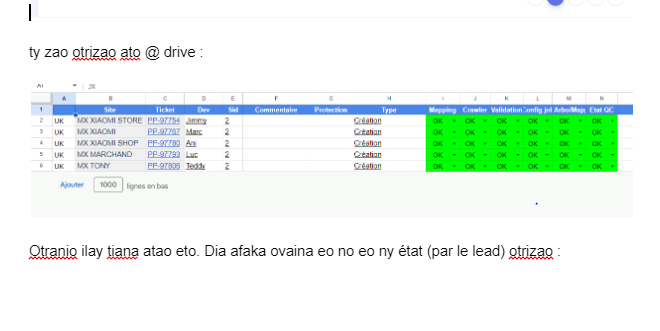 ty zao otrizao ato @ drive :
A1
A B C D E F G H I J K L M N
1 Site Ticket Dev Sid Commentaire Protection Type Mapping Crawler Validation Config jol Arbo/Map Etat QC
2 UK MX XIAOMI STORE PP-97754 Jimmy 2 Création OK OK OK OK OK OK
3 UK MX XIAOMI PP-97767 Marc 2 Création OK OK OK OK OK OK
4 UK MX XIAOMI SHOP PP-97780 Ani 2 Création OK OK OK OK OK OK
5 UK MX MARCHAND PP-97793 Luc 2 Création OK OK OK OK OK OK
6 UK MX TONY PP-97806 Teddy 2 Création OK OK OK OK OK OK
Ajouter 1000 lignes en bas
Otranio ilay tiana atao eto. Dia afaka ovaina eo no eo ny état (par le lead) otrizao :